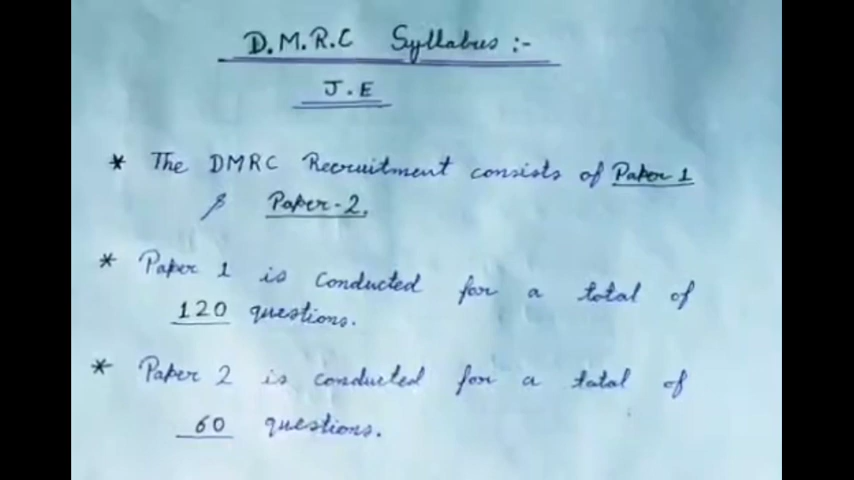 D.M.R.C Syllabus :-
J.E
* The DMRC Recruitment consists of Paper 1
& Paper-2.
* Paper 1 is conducted for a total of
120 questions.
* Paper 2 is conducted for a total of
60 questions.